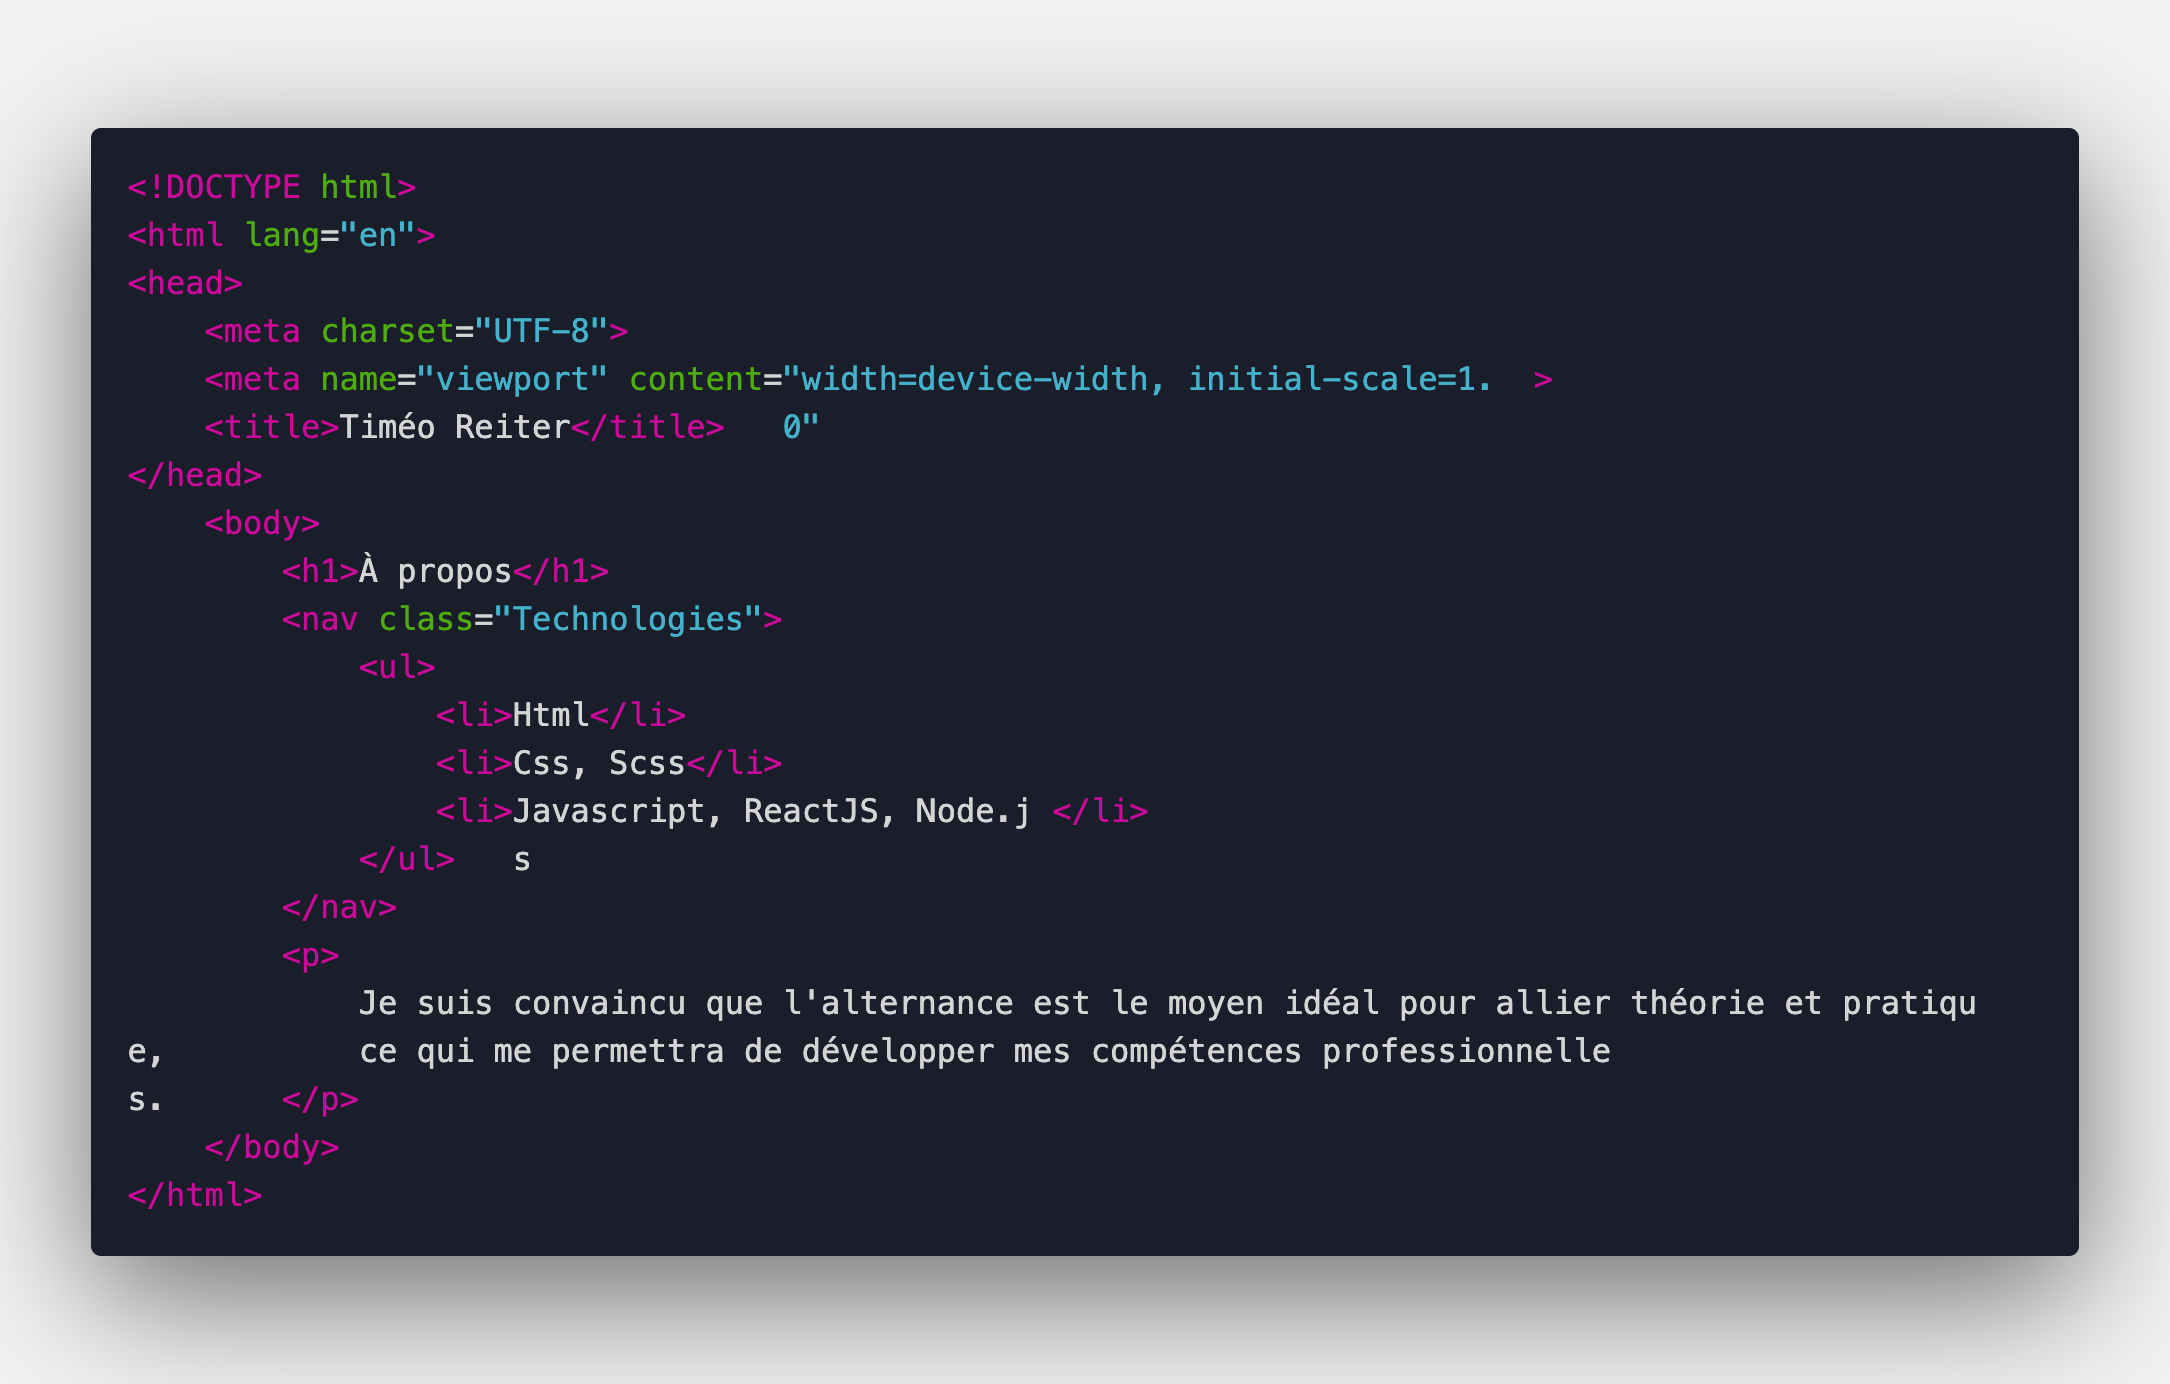 <!DOCTYPE html>
<html lang="en">
<head>
    <meta charset="UTF-8">
    <meta name="viewport" content="width=device-width, initial-scale=1.  >
    <title>Timéo Reiter</title>   0"
</head>
    <body>
        <h1>À propos</h1>
        <nav class="Technologies">
            <ul>
                <li>Html</li>
                <li>Css, Scss</li>
                <li>Javascript, ReactJS, Node.j </li>
            </ul>   s
        </nav>
        <p>
            Je suis convaincu que l'alternance est le moyen idéal pour allier théorie et pratiqu
e,          ce qui me permettra de développer mes compétences professionnelle
s.      </p>
    </body>
</html>